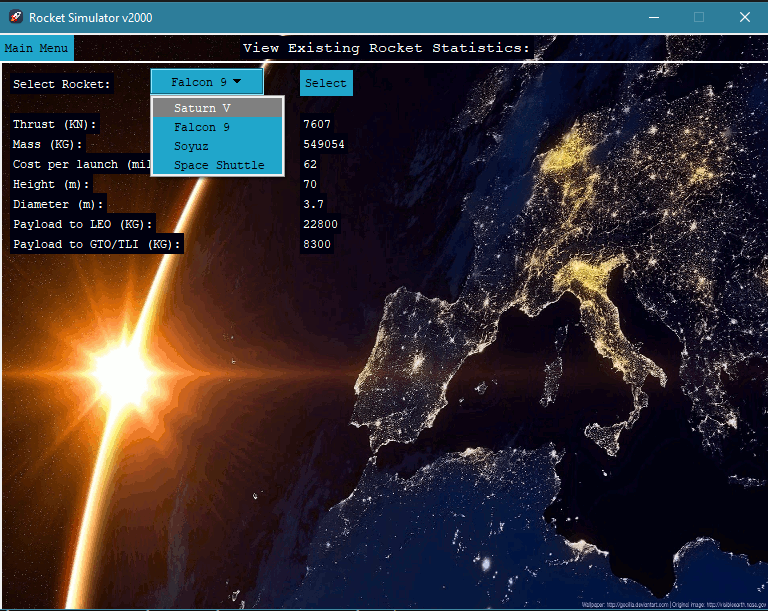 Rocket Simulator v2000
Main Menu
View Existing Rocket Statistics:
Select Rocket:
Falcon 9
Select
Saturn V
Falcon 9
Soyuz
Space Shuttle
Thrust (KN): 7607
Mass (KG): 549054
Cost per launch (mil 62
Height (m): 70
Diameter (m): 3.7
Payload to LEO (KG): 22800
Payload to GTO/TLI (KG): 8300
Wallpaper: http://geodilla.deviantart.com | Original image: http://visibleearth.nasa.gov